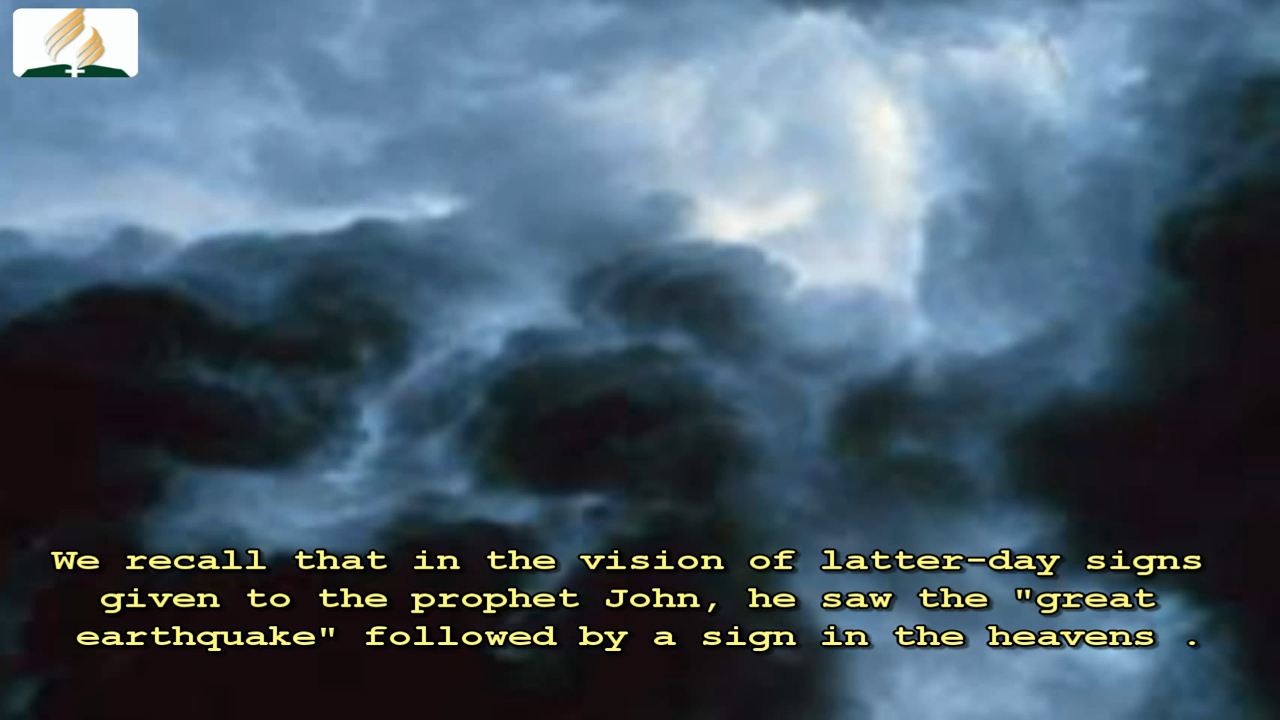 We recall that in the vision of latter-day signs
given to the prophet John, he saw the "great
earthquake" followed by a sign in the heavens .